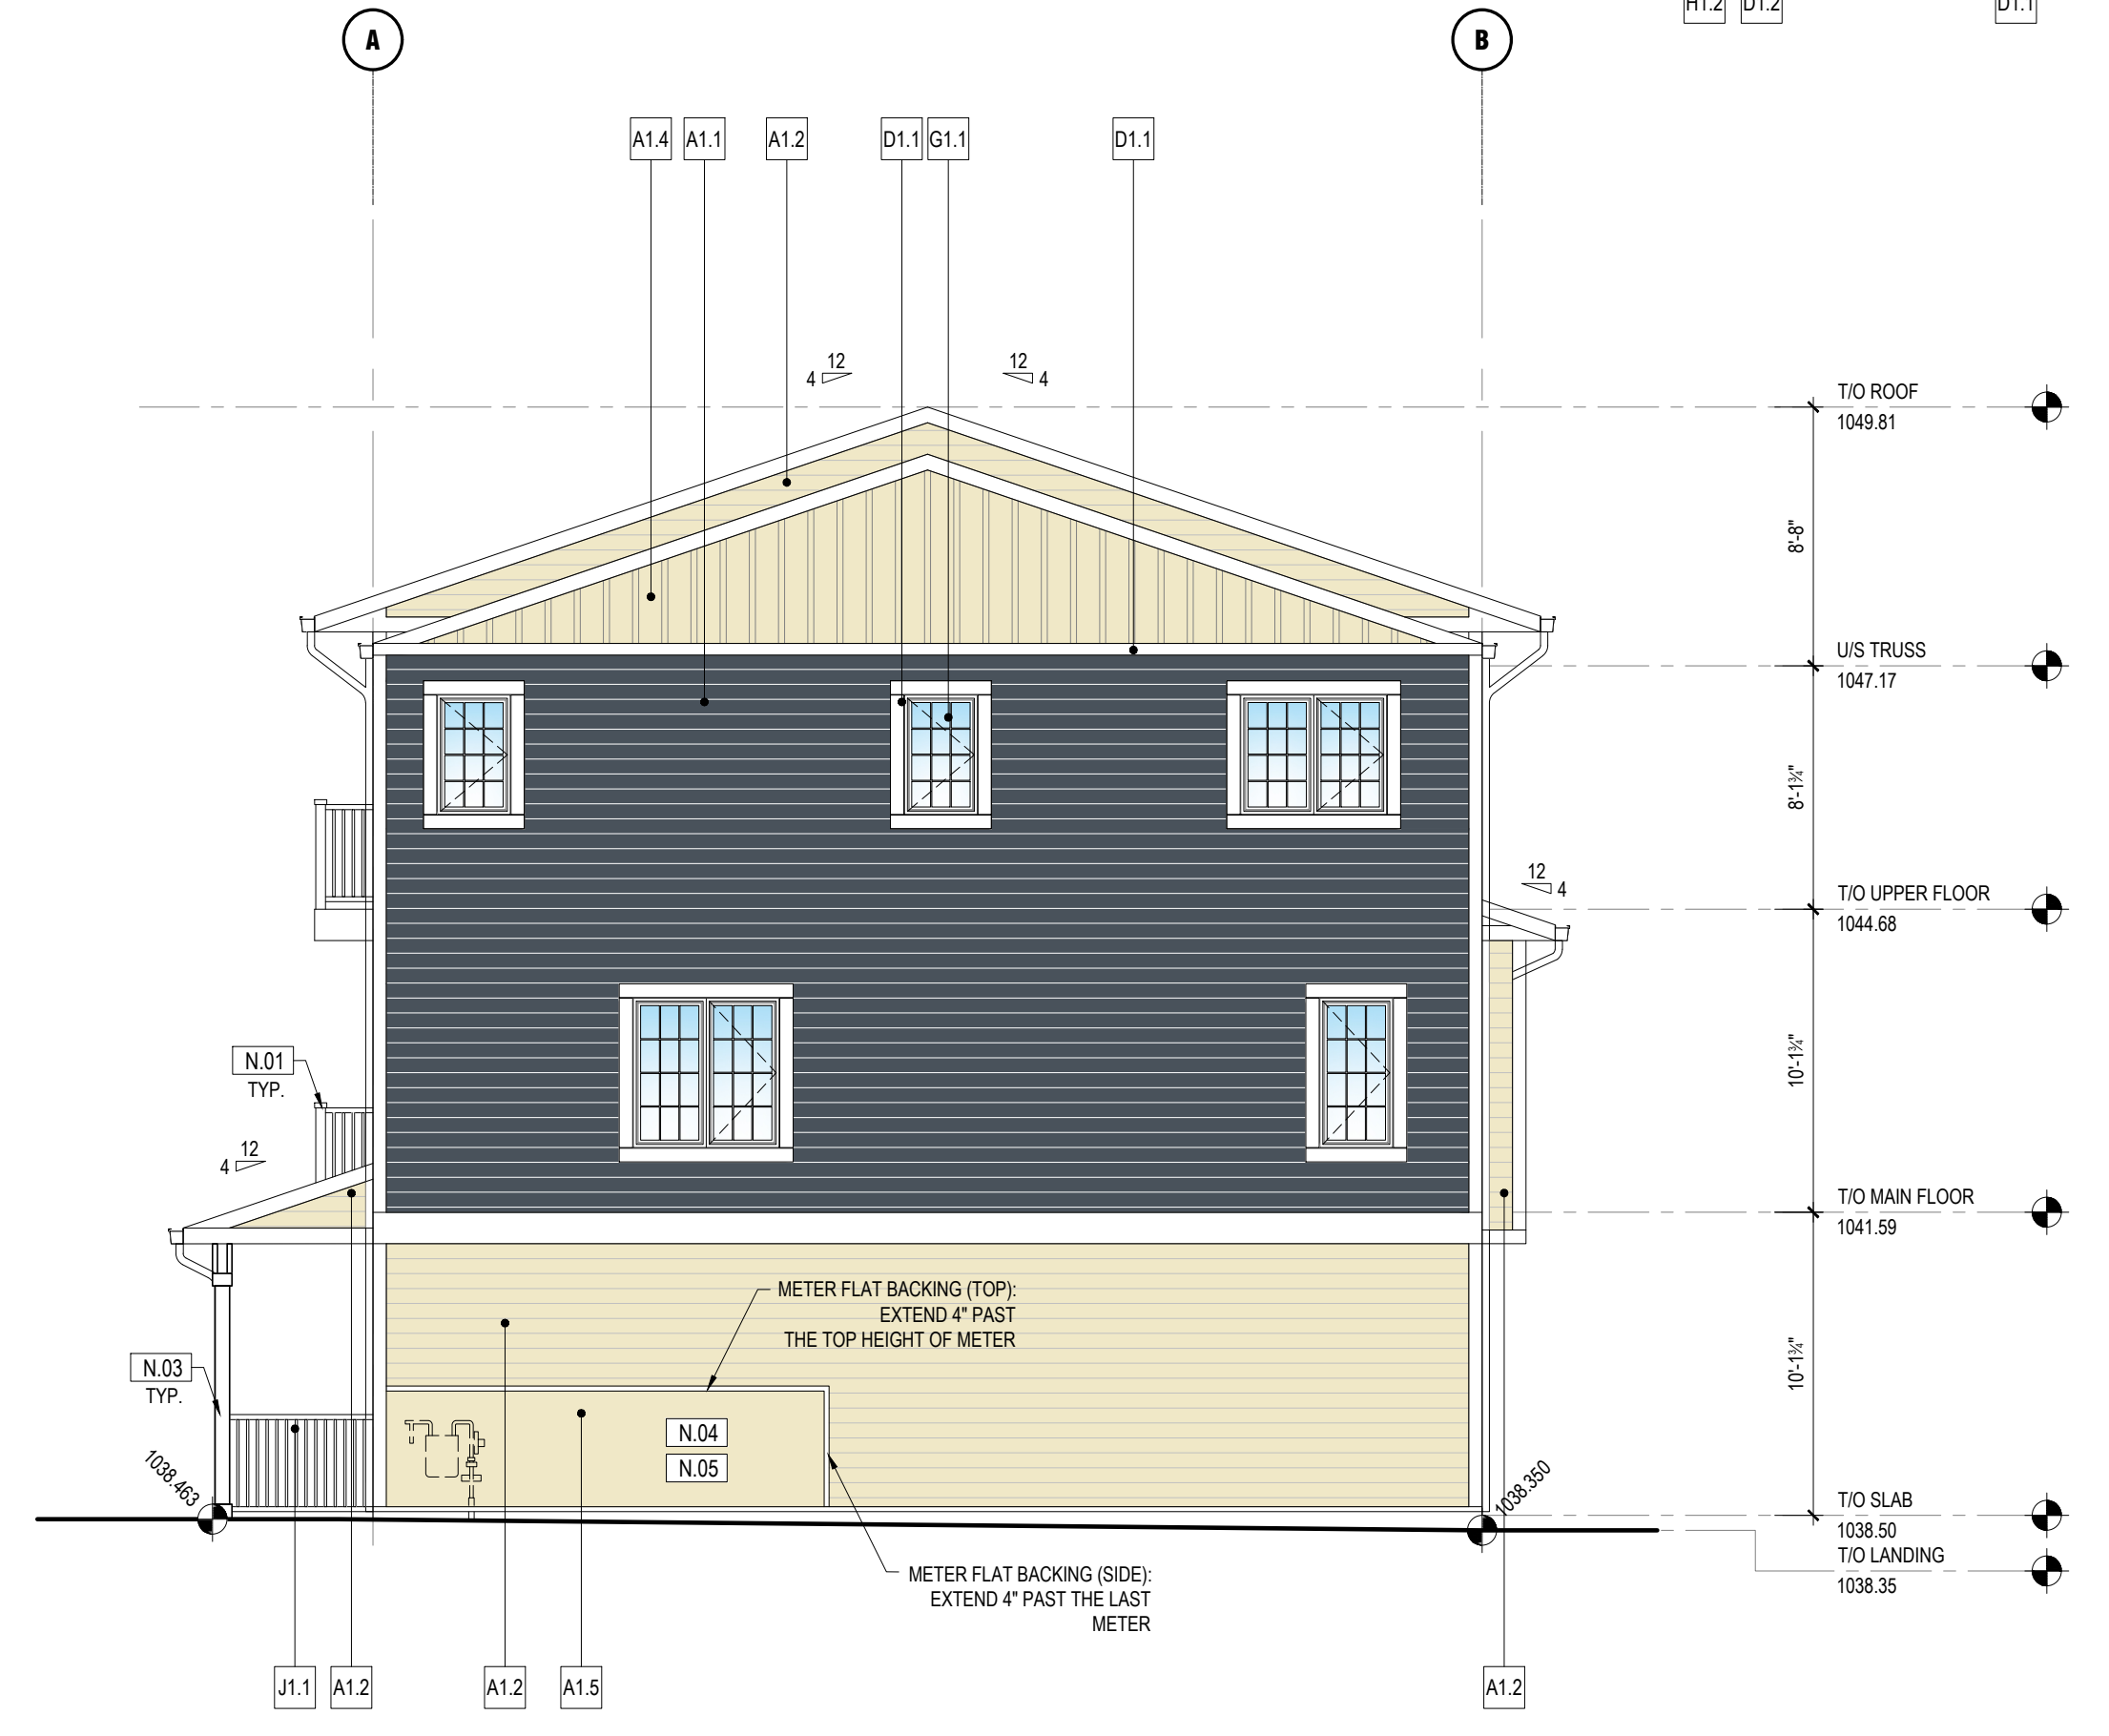 H1.2 D1.2 D1.1
A B
A1.4 A1.1 A1.2 D1.1 G1.1 D1.1
12 12
4 4
T/O ROOF
1049.81
8'-8"
U/S TRUSS
1047.17
8'-1¾"
12
4
T/O UPPER FLOOR
1044.68
N.01
TYP.
10'-1¾"
12
4
T/O MAIN FLOOR
1041.59
METER FLAT BACKING (TOP):
EXTEND 4" PAST
THE TOP HEIGHT OF METER
N.03
TYP.
10'-1¾"
N.04
N.05
1038.463
1038.350
T/O SLAB
1038.50
T/O LANDING
1038.35
METER FLAT BACKING (SIDE):
EXTEND 4" PAST THE LAST
METER
J1.1 A1.2 A1.2 A1.5 A1.2